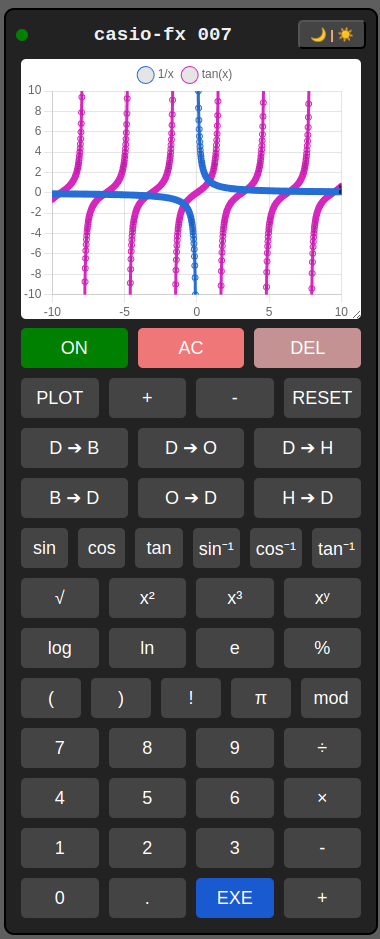 casio-fx 007 🌙 | ☀️
1/x tan(x)
10
8
6
4
2
0
-2
-4
-6
-8
-10
-10 -5 0 5 10
ON AC DEL
PLOT + - RESET
D ➔ B D ➔ O D ➔ H
B ➔ D O ➔ D H ➔ D
sin cos tan sin⁻¹ cos⁻¹ tan⁻¹
√ x² x³ xʸ
log ln e %
( ) ! π mod
7 8 9 ÷
4 5 6 ×
1 2 3 -
0 . EXE +